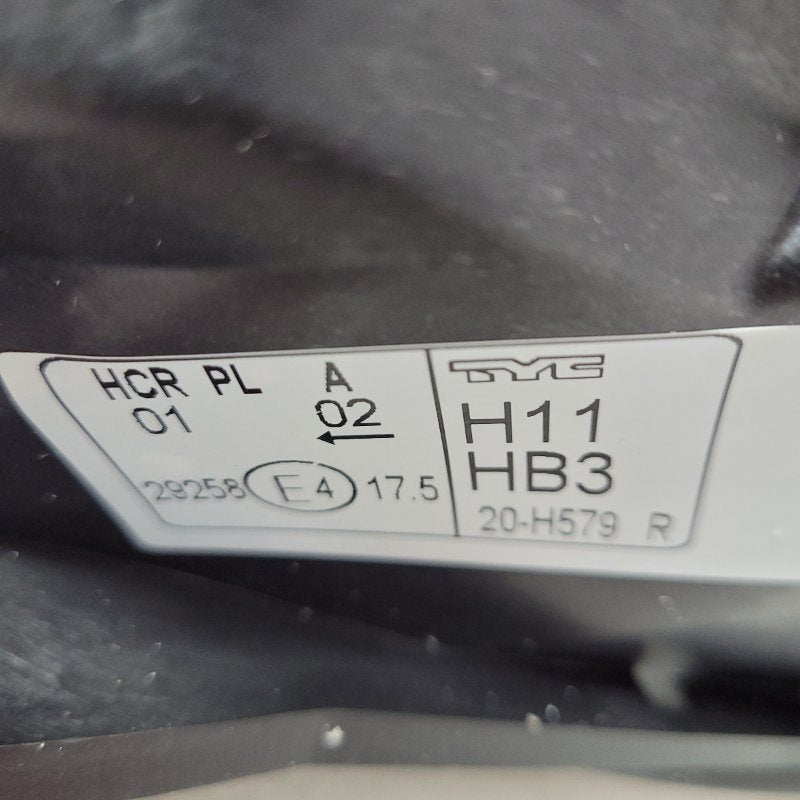 HCR PL A
01 02
29258 E4 17.5
TYC
H11
HB3
20-H579 R